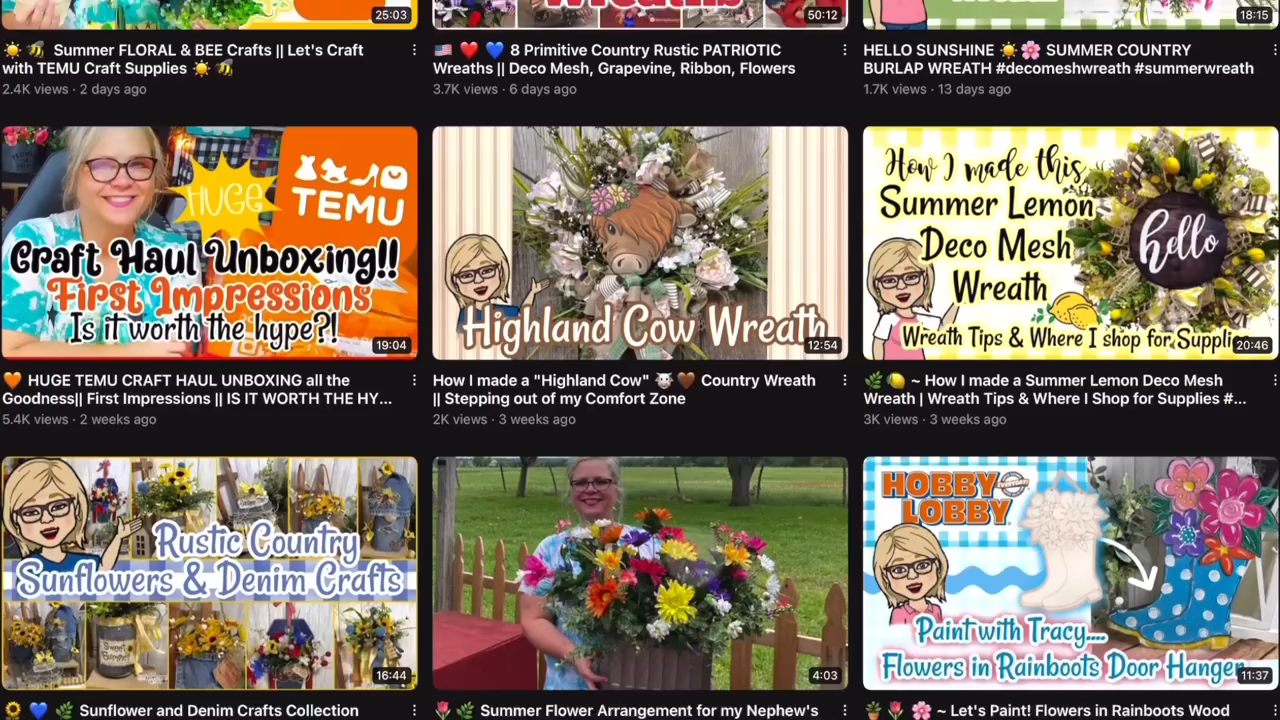 25:03
Wreaths
50:12
18:15
☀️ 🐝 Summer FLORAL & BEE Crafts || Let's Craft
with TEMU Craft Supplies ☀️ 🐝
2.4K views · 2 days ago
🇺🇸 ❤️ 💙 8 Primitive Country Rustic PATRIOTIC
Wreaths || Deco Mesh, Grapevine, Ribbon, Flowers
3.7K views · 6 days ago
HELLO SUNSHINE ☀️🌸 SUMMER COUNTRY
BURLAP WREATH #decomeshwreath #summerwreath
1.7K views · 13 days ago
HUGE
TEMU
Craft Haul Unboxing!!
First Impressions
Is it worth the hype?!
19:04
Highland Cow Wreath
12:54
How I made this
Summer Lemon
Deco Mesh
Wreath
hello
Wreath Tips & Where I shop for Suppli
20:46
🧡 HUGE TEMU CRAFT HAUL UNBOXING all the
Goodness|| First Impressions || IS IT WORTH THE HY...
5.4K views · 2 weeks ago
How I made a "Highland Cow" 🐮🤎 Country Wreath
|| Stepping out of my Comfort Zone
2K views · 3 weeks ago
🌿 🍋 ~ How I made a Summer Lemon Deco Mesh
Wreath | Wreath Tips & Where I Shop for Supplies #...
3K views · 3 weeks ago
Rustic Country
Sunflowers & Denim Crafts
16:44
4:03
HOBBY
LOBBY
Paint with Tracy....
Flowers in Rainboots Door Hanger
11:37
🌻 💙 🌿 Sunflower and Denim Crafts Collection
🌷🌿 Summer Flower Arrangement for my Nephew's
🪴🌷🌸 ~ Let's Paint! Flowers in Rainboots Wood